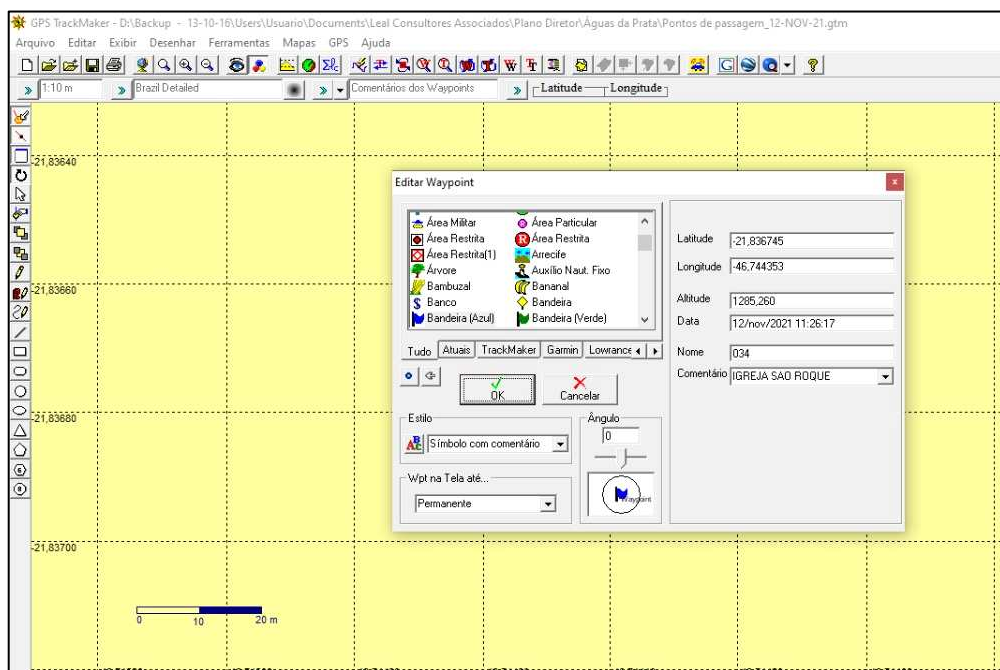 GPS TrackMaker - D:\Backup - 13-10-16\Users\Usuario\Documents\Leal Consultores Associados\Plano Diretor\Águas da Prata\Pontos de passagem_12-NOV-21.gtm
Arquivo Editar Exibir Desenhar Ferramentas Mapas GPS Ajuda
1:10 m Brazil Detailed Comentários dos Waypoints Latitude Longitude
-21,83640
Editar Waypoint
Área Militar Área Particular
Área Restrita Área Restrita
Área Restrita(1) Arrecife
Árvore Auxílio Naut. Fixo
Bambuzal Bananal
Banco Bandeira
Bandeira (Azul) Bandeira (Verde)
Tudo Atuais TrackMaker Garmin Lowrance
OK Cancelar
Estilo
Símbolo com comentário
Wpt na Tela até...
Permanente
Ângulo
0
Waypoint
Latitude -21,836745
Longitude -46,744353
Altitude 1285,260
Data 12/nov/2021 11:26:17
Nome 034
Comentário IGREJA SAO ROQUE
-21,83660
-21,83680
-21,83700
0 10 20 m